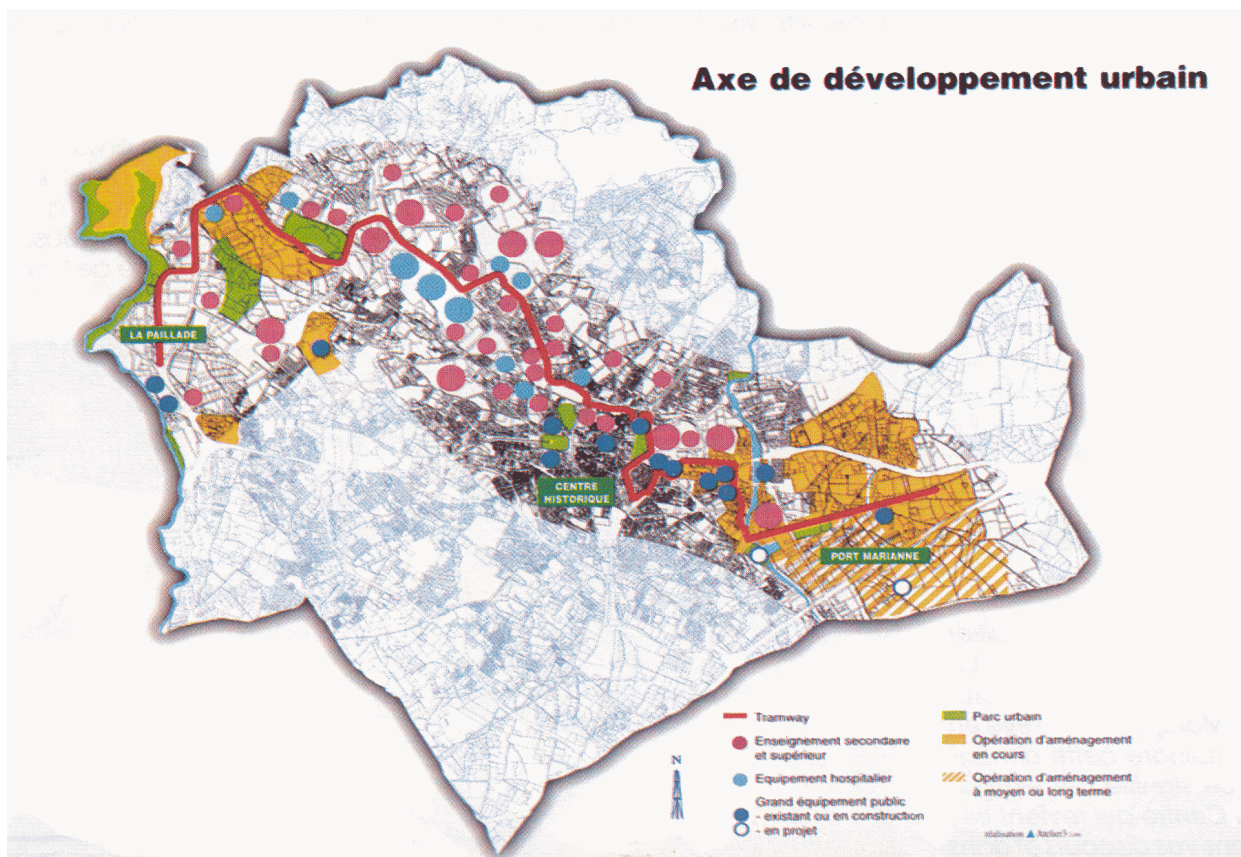 Axe de développement urbain
LA PAILLADE
CENTRE
HISTORIQUE
PORT MARIANNE
N
Tramway
Enseignement secondaire
et supérieur
Equipement hospitalier
Grand équipement public
- existant ou en construction
- en projet
Parc urbain
Opération d'aménagement
en cours
Opération d'aménagement
à moyen ou long terme
réalisation